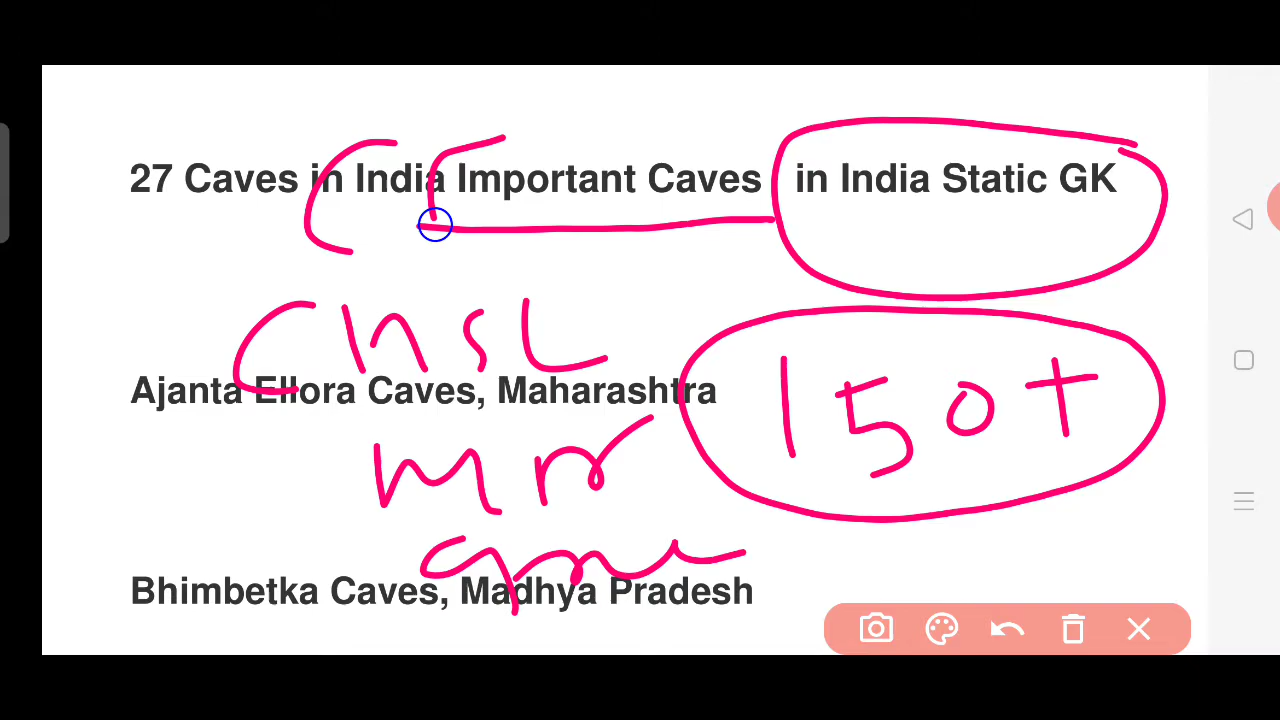 27 Caves in India Important Caves in India Static GK
Chsl
150+
Ajanta Ellora Caves, Maharashtra
Bhimbetka Caves, Madhya Pradesh